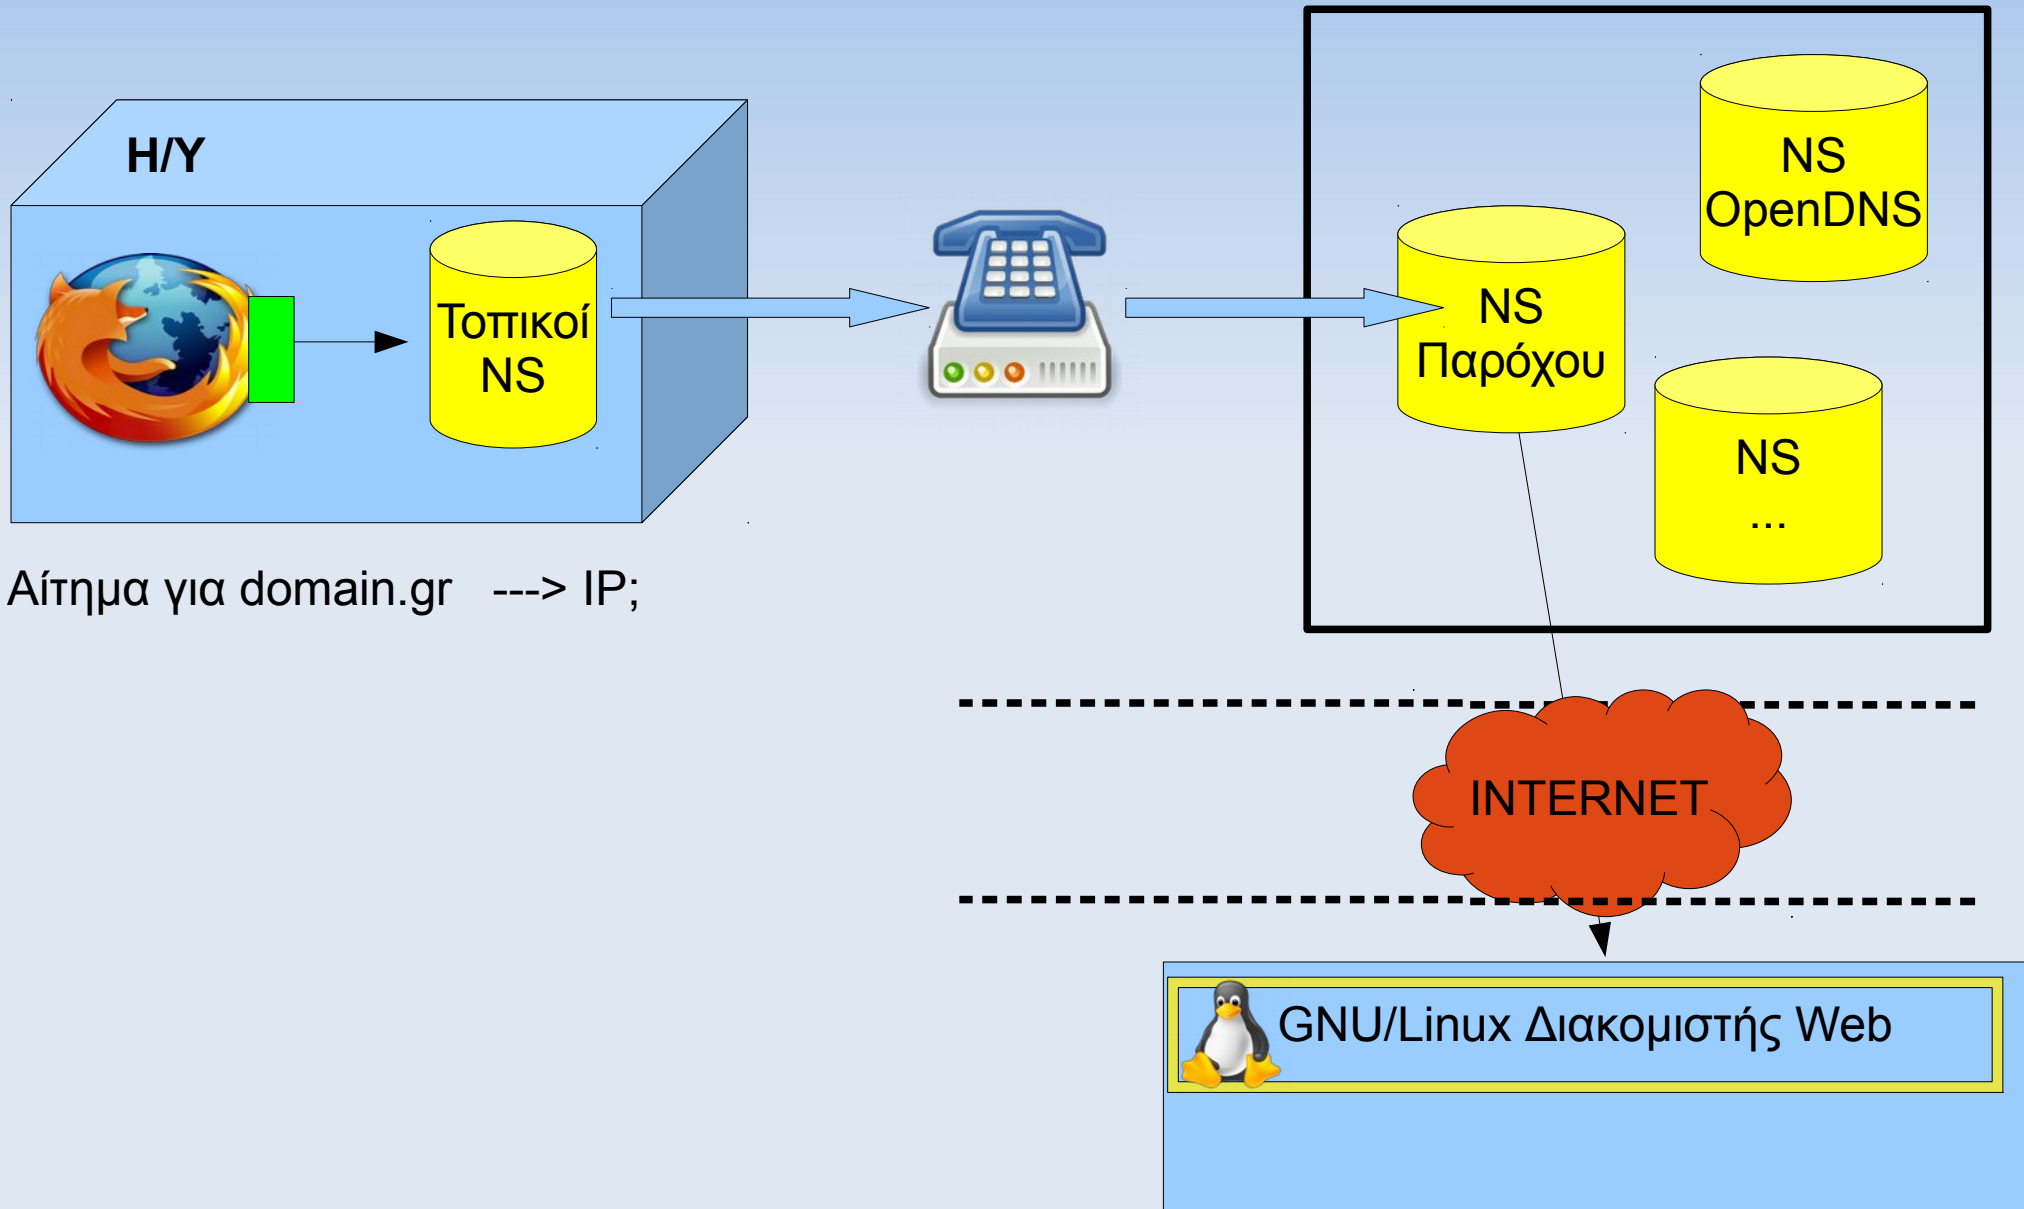 Η/Υ
Τοπικοί
NS
NS
OpenDNS
NS
Παρόχου
NS
...
Αίτημα για domain.gr ---> IP;
INTERNET
GNU/Linux Διακομιστής Web